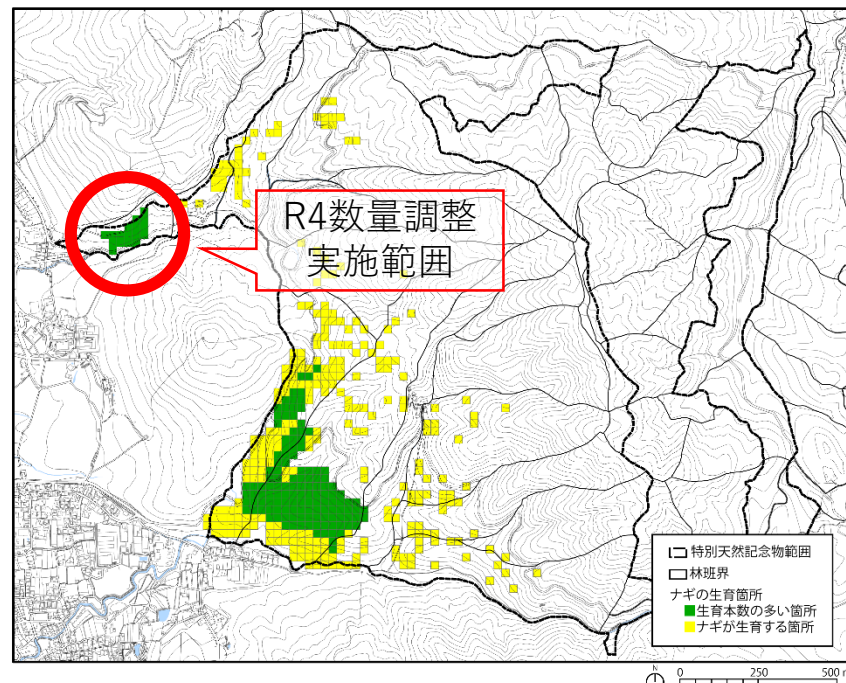 R4数量調整
実施範囲
特別天然記念物範囲
林班界
ナギの生育箇所
生育本数の多い箇所
ナギが生育する箇所
N
0 250 500 m